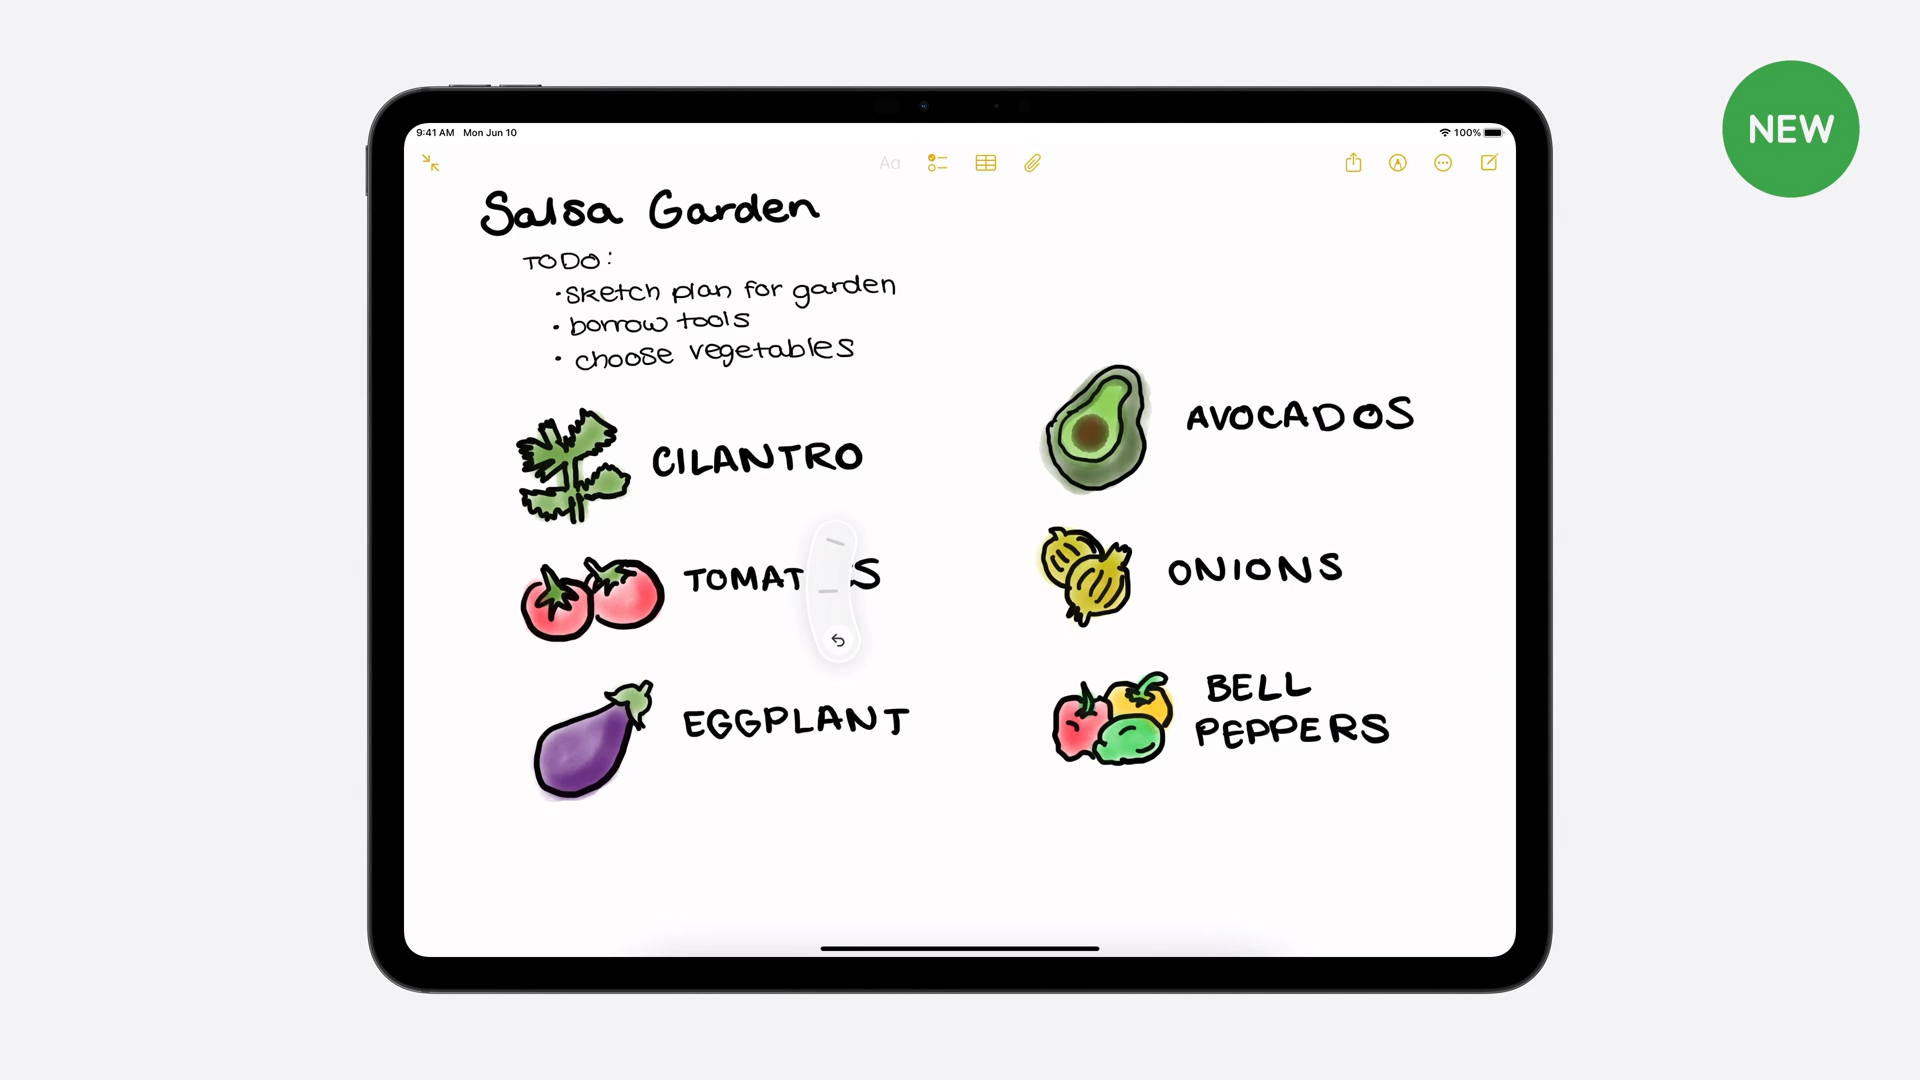 9:41 AM Mon Jun 10
100%
NEW
Aa
Salsa Garden
TODO:
• sketch plan for garden
• borrow tools
• choose vegetables
CILANTRO
AVOCADOS
ONIONS
EGGPLANT
BELL
PEPPERS